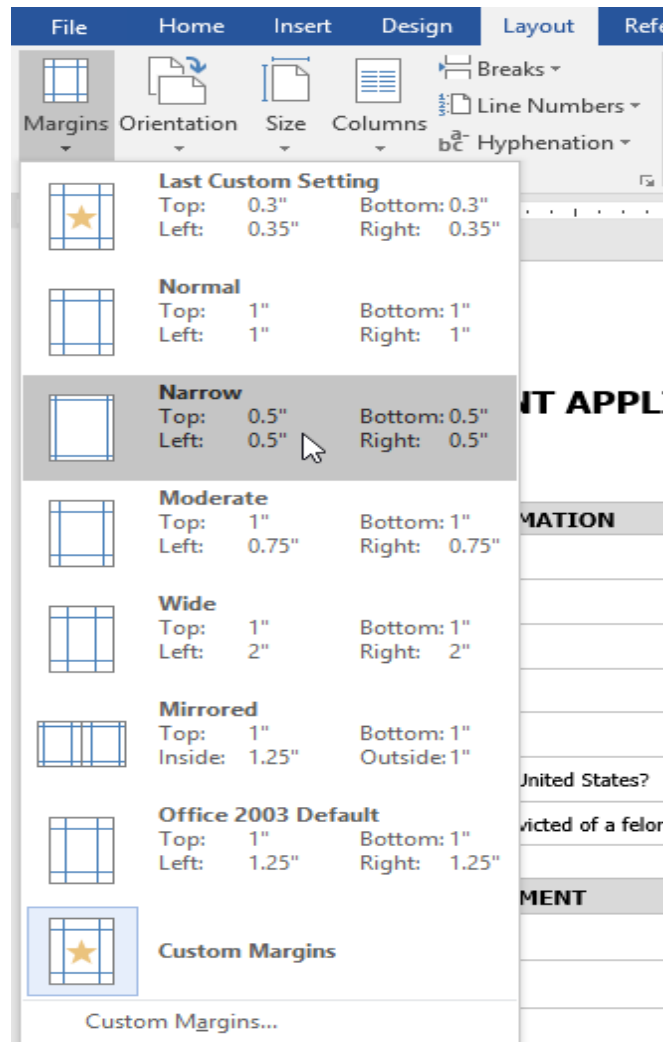 File Home Insert Design Layout Refe
Margins Orientation Size Columns
Breaks
Line Numbers
Hyphenation
Last Custom Setting
Top: 0.3" Bottom: 0.3"
Left: 0.35" Right: 0.35"
Normal
Top: 1" Bottom: 1"
Left: 1" Right: 1"
Narrow
Top: 0.5" Bottom: 0.5"
Left: 0.5" Right: 0.5"
Moderate
Top: 1" Bottom: 1"
Left: 0.75" Right: 0.75"
Wide
Top: 1" Bottom: 1"
Left: 2" Right: 2"
Mirrored
Top: 1" Bottom: 1"
Inside: 1.25" Outside: 1"
Office 2003 Default
Top: 1" Bottom: 1"
Left: 1.25" Right: 1.25"
Custom Margins
Custom Margins...
NT APPL
MATION
United States?
victed of a felon
MENT